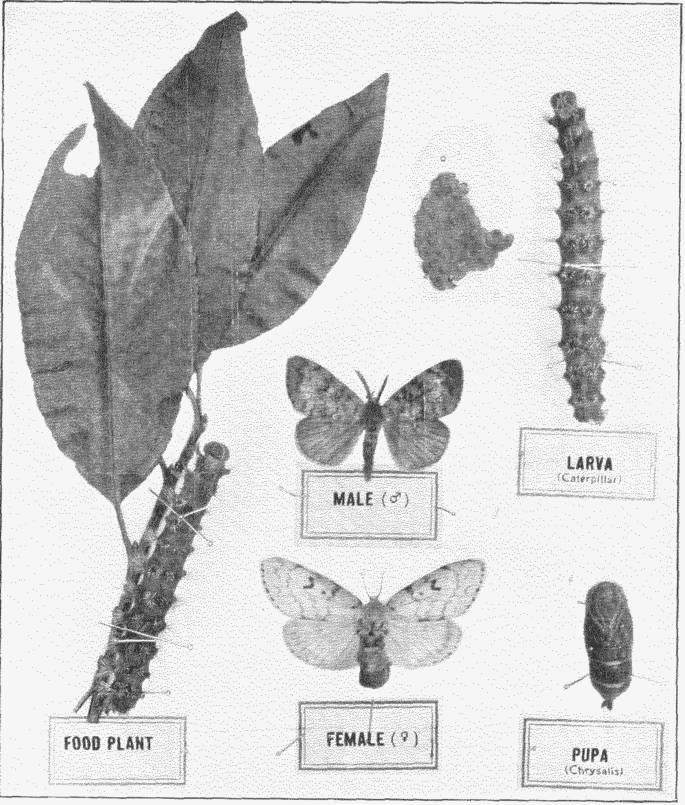 LARVA
(Caterpillar)
MALE (♂)
FOOD PLANT
FEMALE (♀)
PUPA
(Chrysalis)